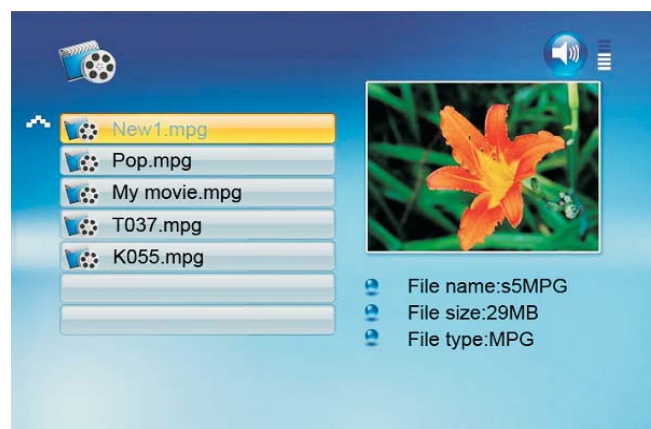 New1.mpg
Pop.mpg
My movie.mpg
T037.mpg
K055.mpg
File name:s5MPG
File size:29MB
File type:MPG